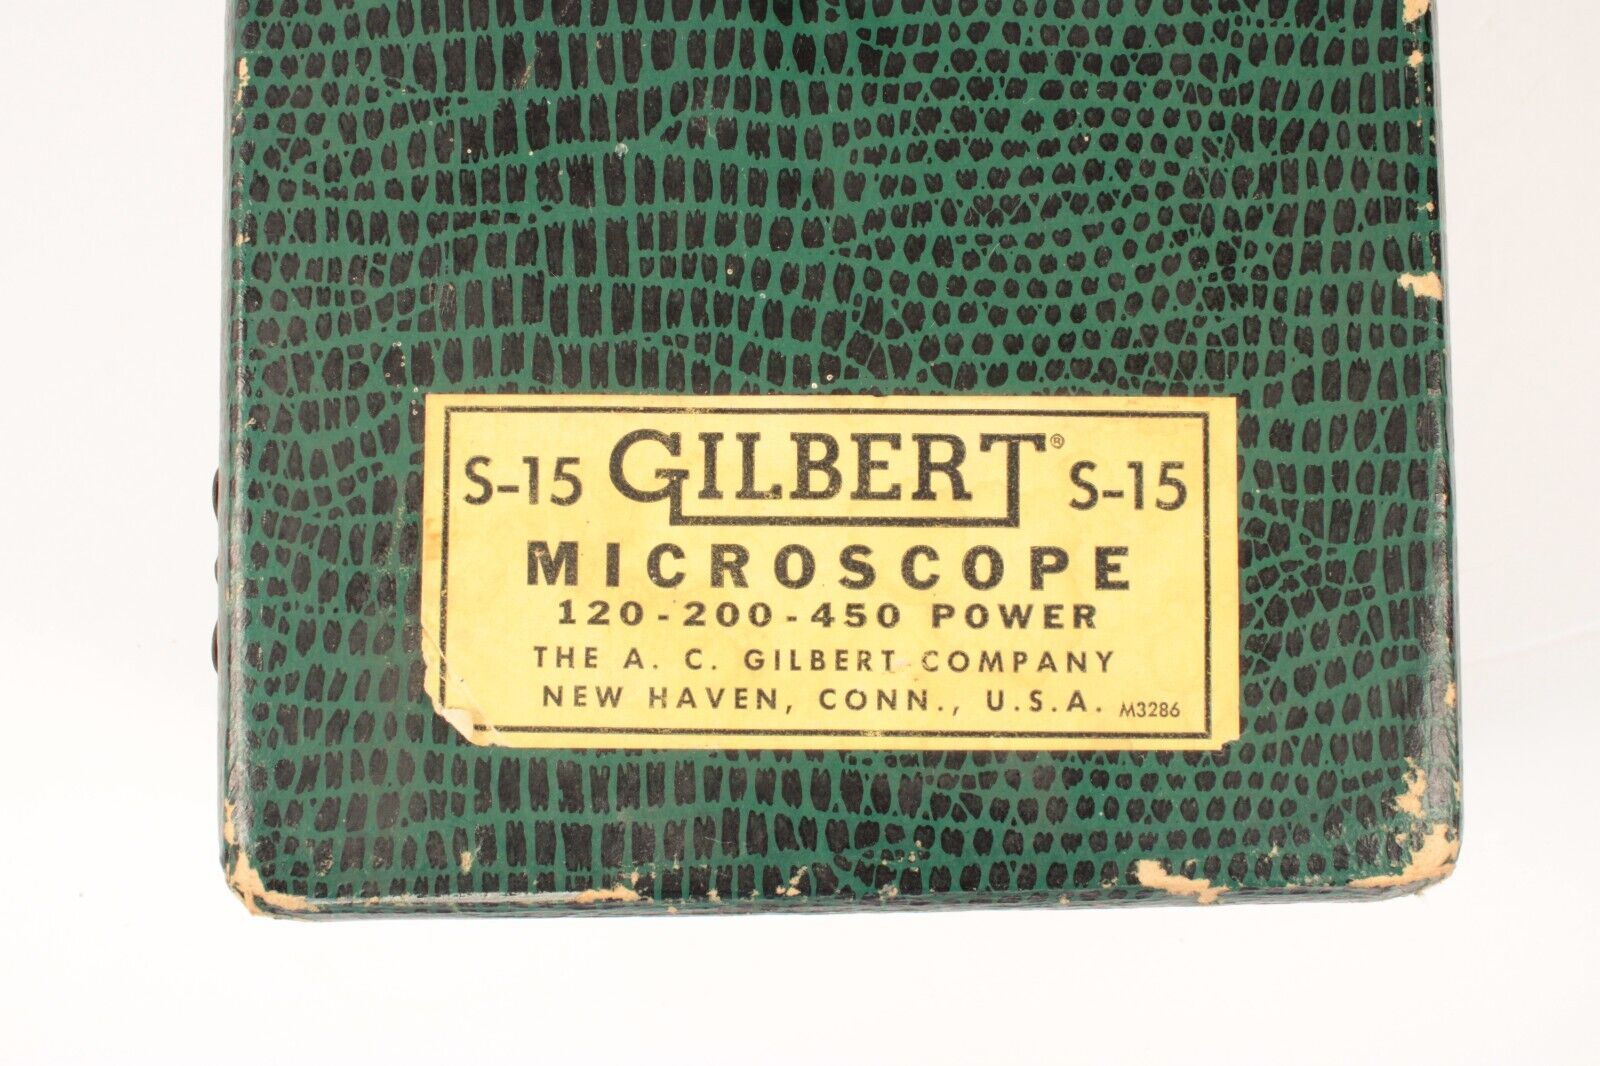 S-15 GILBERT® S-15
MICROSCOPE
120-200-450 POWER
THE A. C. GILBERT COMPANY
NEW HAVEN, CONN., U.S.A. M3286